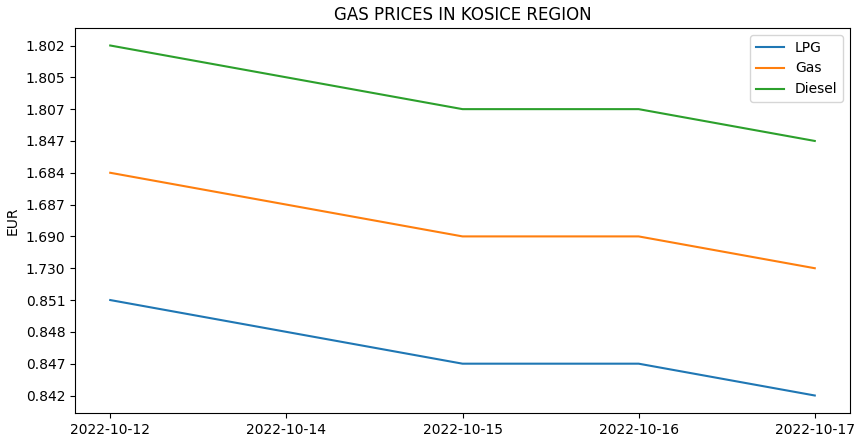 GAS PRICES IN KOSICE REGION
LPG
Gas
Diesel
EUR
1.802
1.805
1.807
1.847
1.684
1.687
1.690
1.730
0.851
0.848
0.847
0.842
2022-10-12 2022-10-14 2022-10-15 2022-10-16 2022-10-17